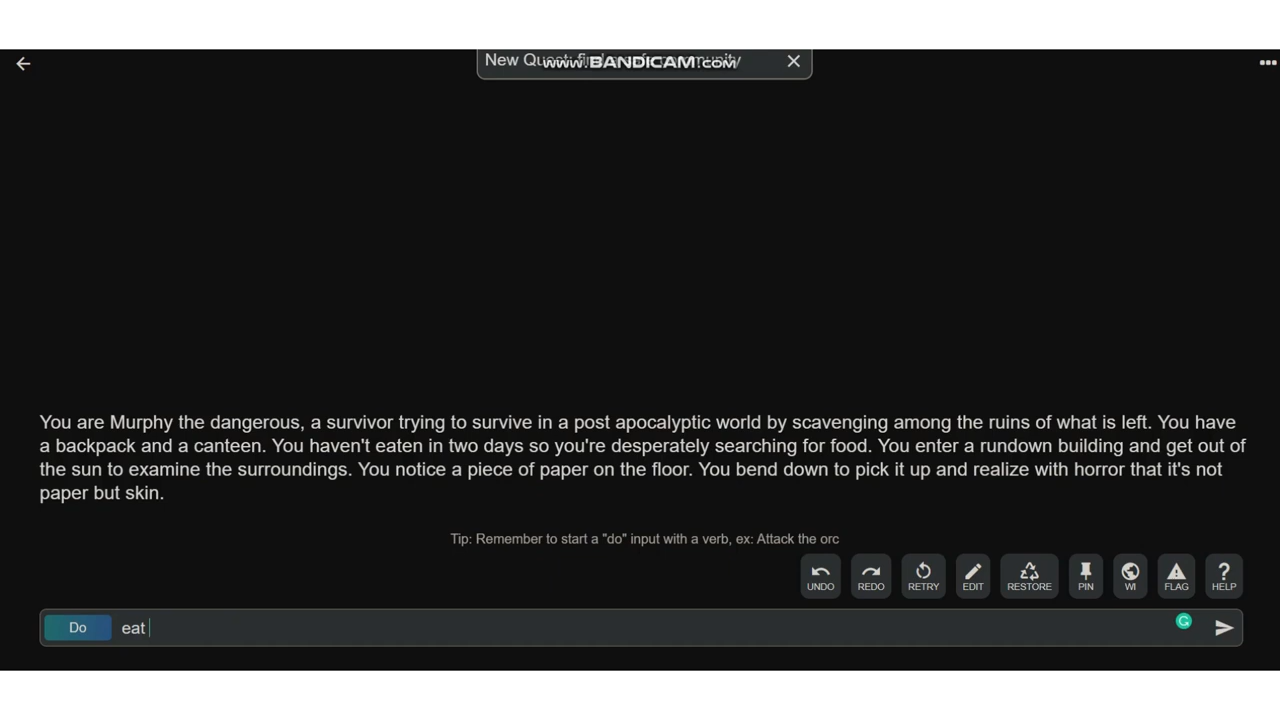 New Quest: find a safe community
www.BANDICAM.com
You are Murphy the dangerous, a survivor trying to survive in a post apocalyptic world by scavenging among the ruins of what is left. You have
a backpack and a canteen. You haven't eaten in two days so you're desperately searching for food. You enter a rundown building and get out of
the sun to examine the surroundings. You notice a piece of paper on the floor. You bend down to pick it up and realize with horror that it's not
paper but skin.
Tip: Remember to start a "do" input with a verb, ex: Attack the orc
UNDO REDO RETRY EDIT RESTORE PIN WI FLAG HELP
Do eat